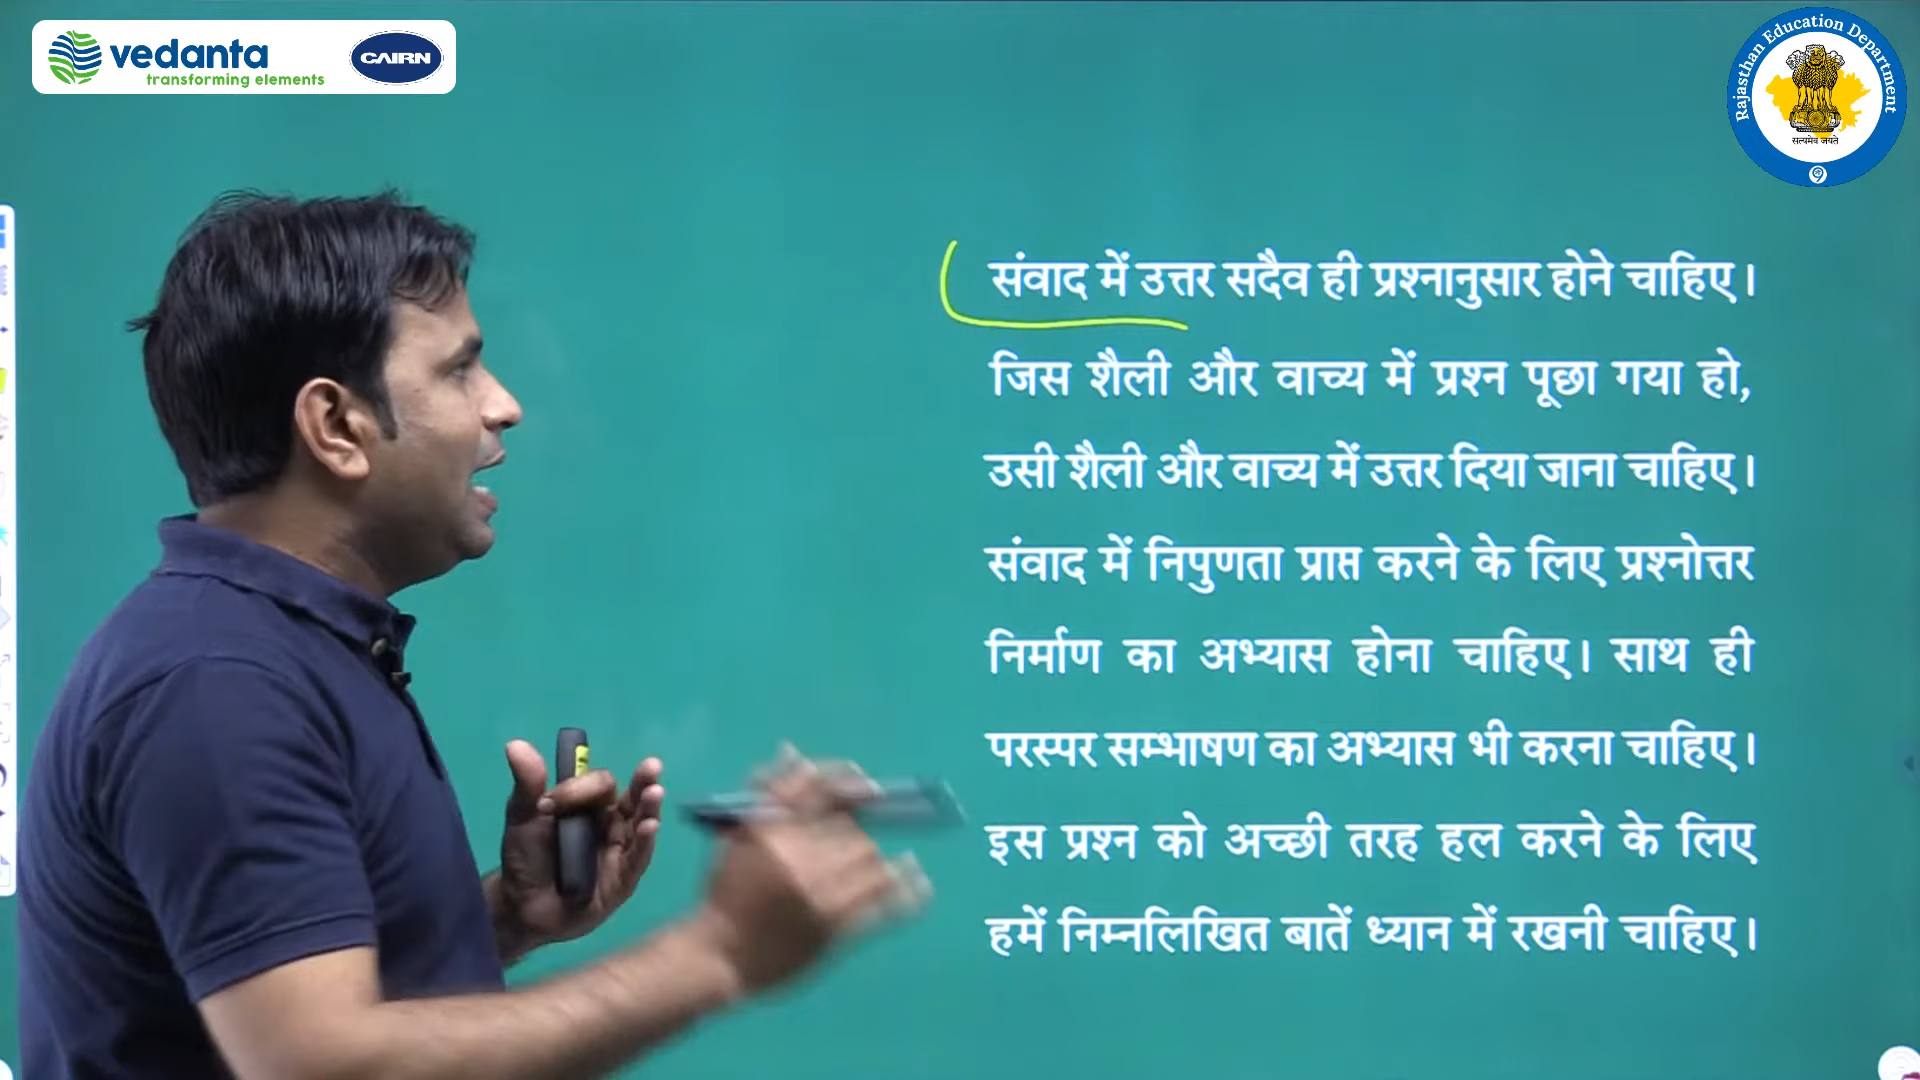 vedanta
transforming elements
CAIRN
Rajasthan Education Department
सत्यमेव जयते
संवाद में उत्तर सदैव ही प्रश्नानुसार होने चाहिए।
जिस शैली और वाच्य में प्रश्न पूछा गया हो,
उसी शैली और वाच्य में उत्तर दिया जाना चाहिए।
संवाद में निपुणता प्राप्त करने के लिए प्रश्नोत्तर
निर्माण का अभ्यास होना चाहिए। साथ ही
परस्पर सम्भाषण का अभ्यास भी करना चाहिए।
इस प्रश्न को अच्छी तरह हल करने के लिए
हमें निम्नलिखित बातें ध्यान में रखनी चाहिए।